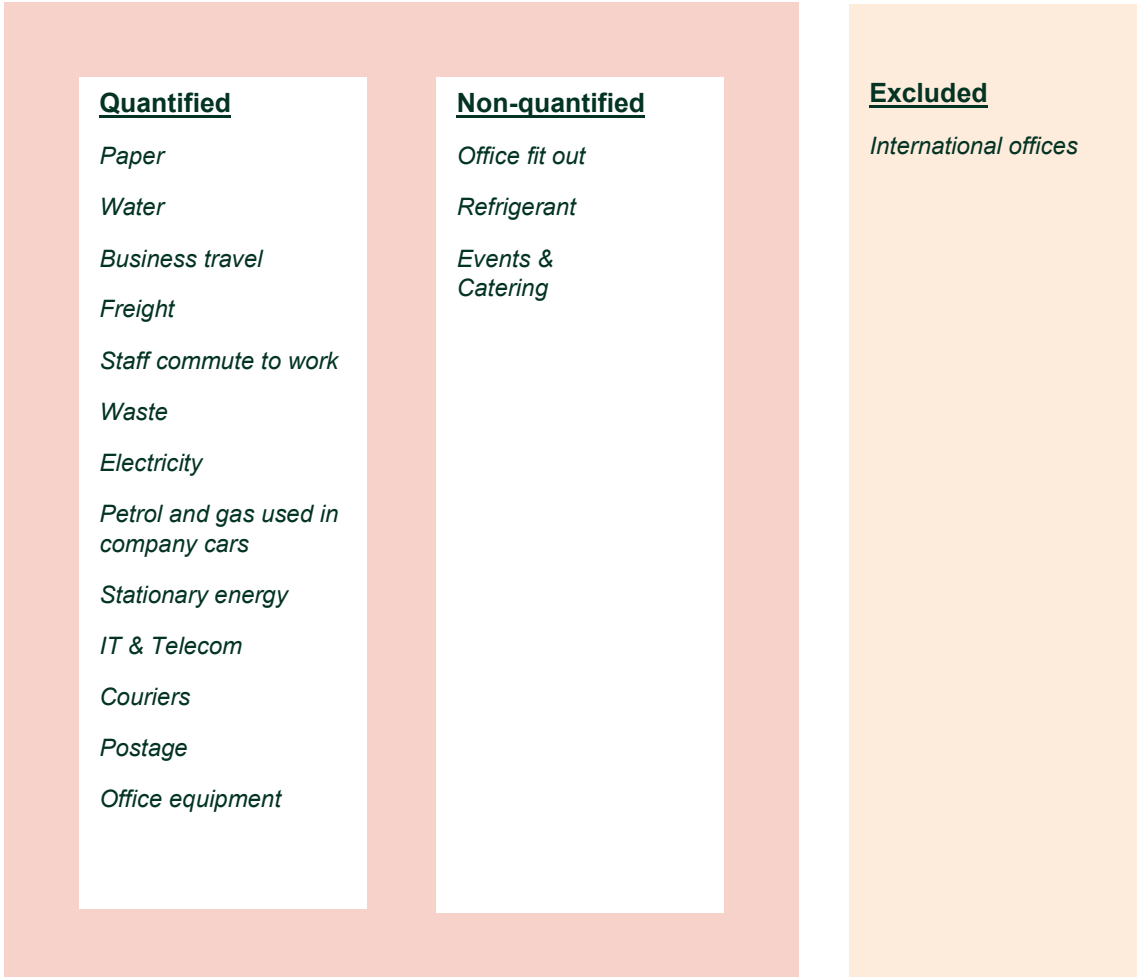 Quantified
Paper
Water
Business travel
Freight
Staff commute to work
Waste
Electricity
Petrol and gas used in
company cars
Stationary energy
IT & Telecom
Couriers
Postage
Office equipment
Non-quantified
Office fit out
Refrigerant
Events &
Catering
Excluded
International offices